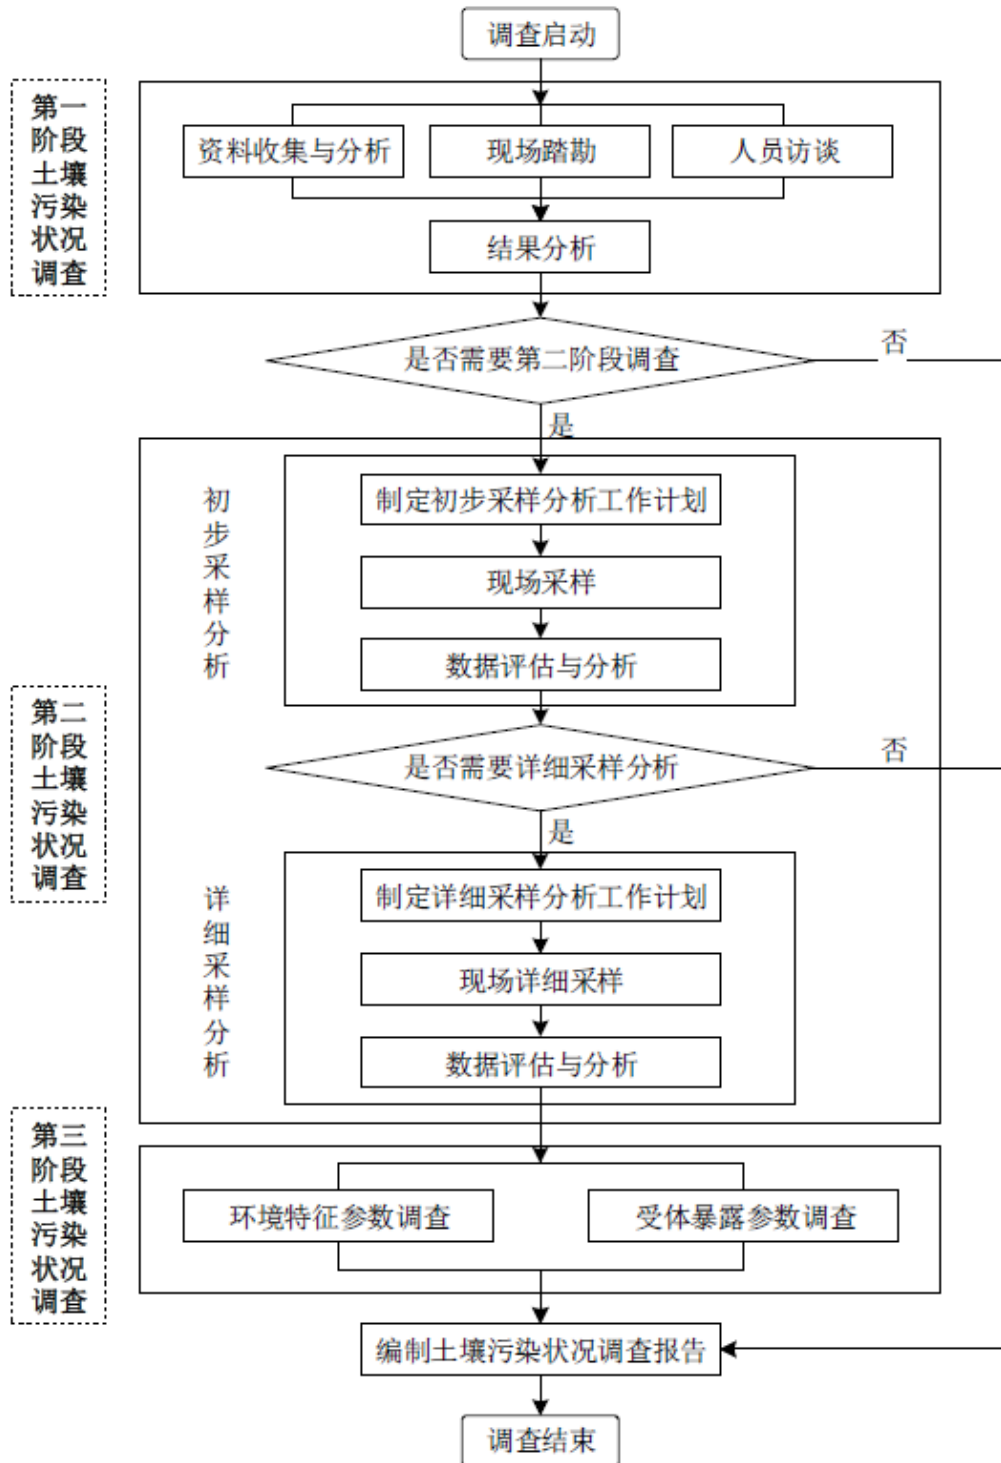 调查启动
第一
阶段
土壤
污染
状况
调查
资料收集与分析
现场踏勘
人员访谈
结果分析
是否需要第二阶段调查
否
是
初
步
采
样
分
析
制定初步采样分析工作计划
现场采样
数据评估与分析
第二
阶段
土壤
污染
状况
调查
是否需要详细采样分析
否
是
详
细
采
样
分
析
制定详细采样分析工作计划
现场详细采样
数据评估与分析
第三
阶段
土壤
污染
状况
调查
环境特征参数调查
受体暴露参数调查
编制土壤污染状况调查报告
调查结束